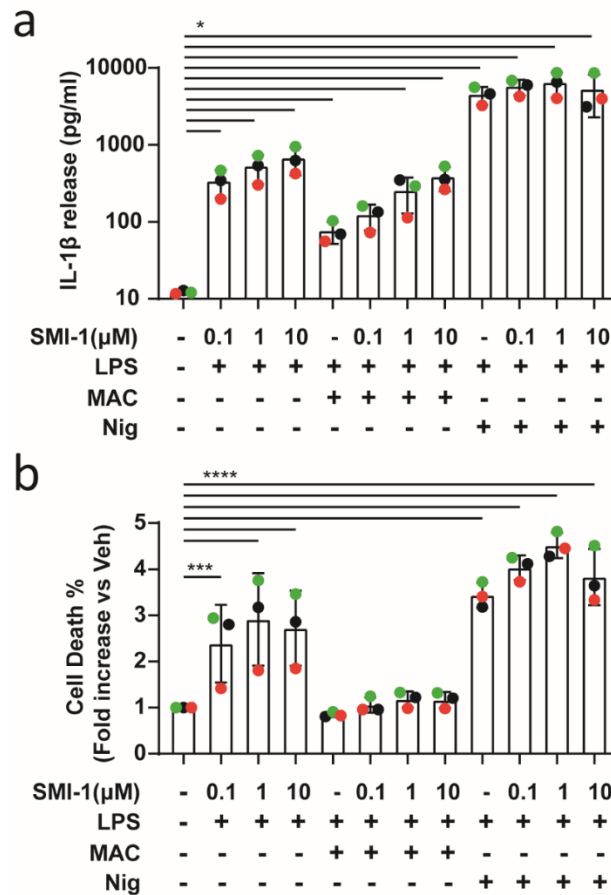 a
*
10000
1000
100
10
IL-1β release (pg/ml)
SMI-1(μM) - 0.1 1 10 - 0.1 1 10 - 0.1 1 10
LPS - + + + + + + + + + + +
MAC - - - - + + + + - - - -
Nig - - - - - - - - + + + +
b
****
***
5
4
3
2
1
0
Cell Death %
(Fold increase vs Veh)
SMI-1(μM) - 0.1 1 10 - 0.1 1 10 - 0.1 1 10
LPS - + + + + + + + + + + +
MAC - - - - + + + + - - - -
Nig - - - - - - - - + + + +